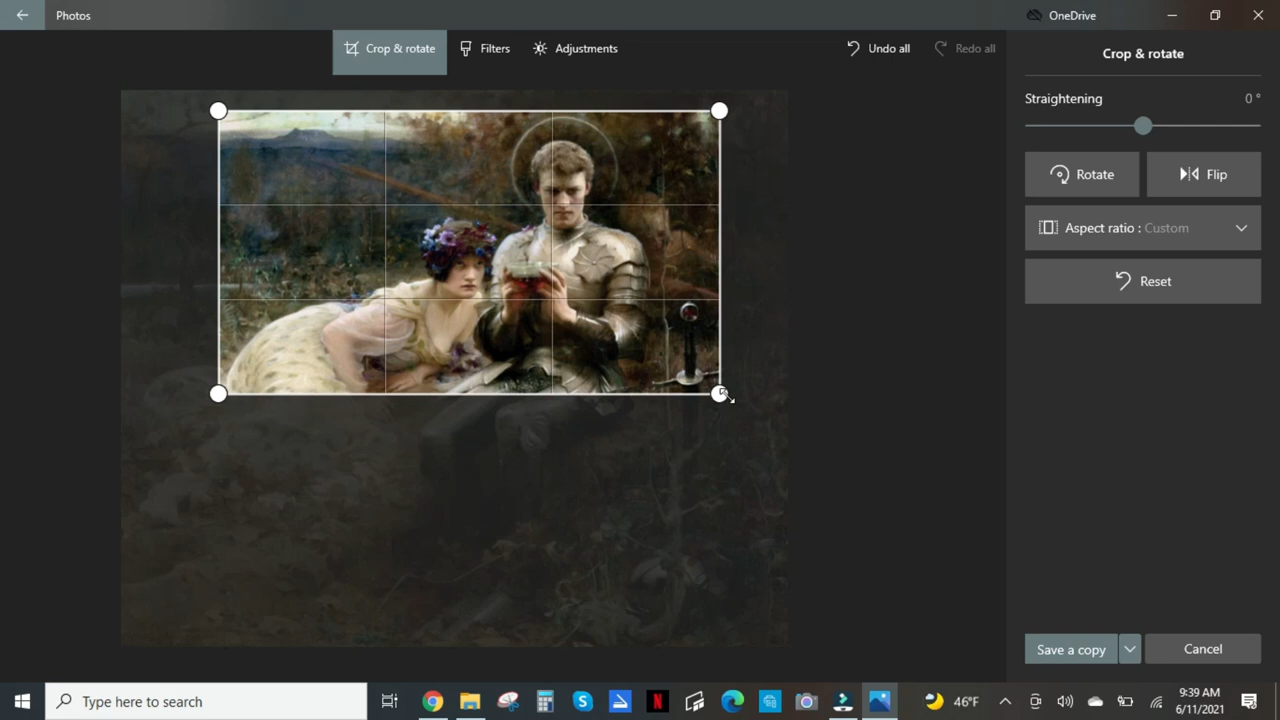 Photos
OneDrive
Crop & rotate
Filters
Adjustments
Undo all
Redo all
Crop & rotate
Straightening
0 °
Rotate
Flip
Aspect ratio : Custom
Reset
Save a copy
Cancel
Type here to search
N
46°F
9:39 AM
6/11/2021